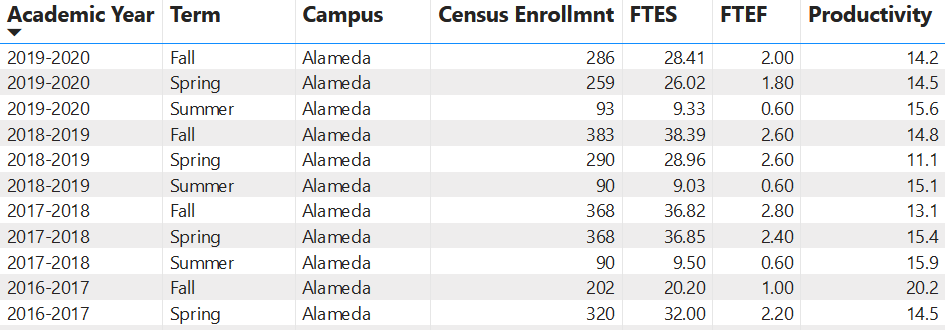 Academic Year Term Campus Census Enrollmnt FTES FTEF Productivity
2019-2020 Fall Alameda 286 28.41 2.00 14.2
2019-2020 Spring Alameda 259 26.02 1.80 14.5
2019-2020 Summer Alameda 93 9.33 0.60 15.6
2018-2019 Fall Alameda 383 38.39 2.60 14.8
2018-2019 Spring Alameda 290 28.96 2.60 11.1
2018-2019 Summer Alameda 90 9.03 0.60 15.1
2017-2018 Fall Alameda 368 36.82 2.80 13.1
2017-2018 Spring Alameda 368 36.85 2.40 15.4
2017-2018 Summer Alameda 90 9.50 0.60 15.9
2016-2017 Fall Alameda 202 20.20 1.00 20.2
2016-2017 Spring Alameda 320 32.00 2.20 14.5